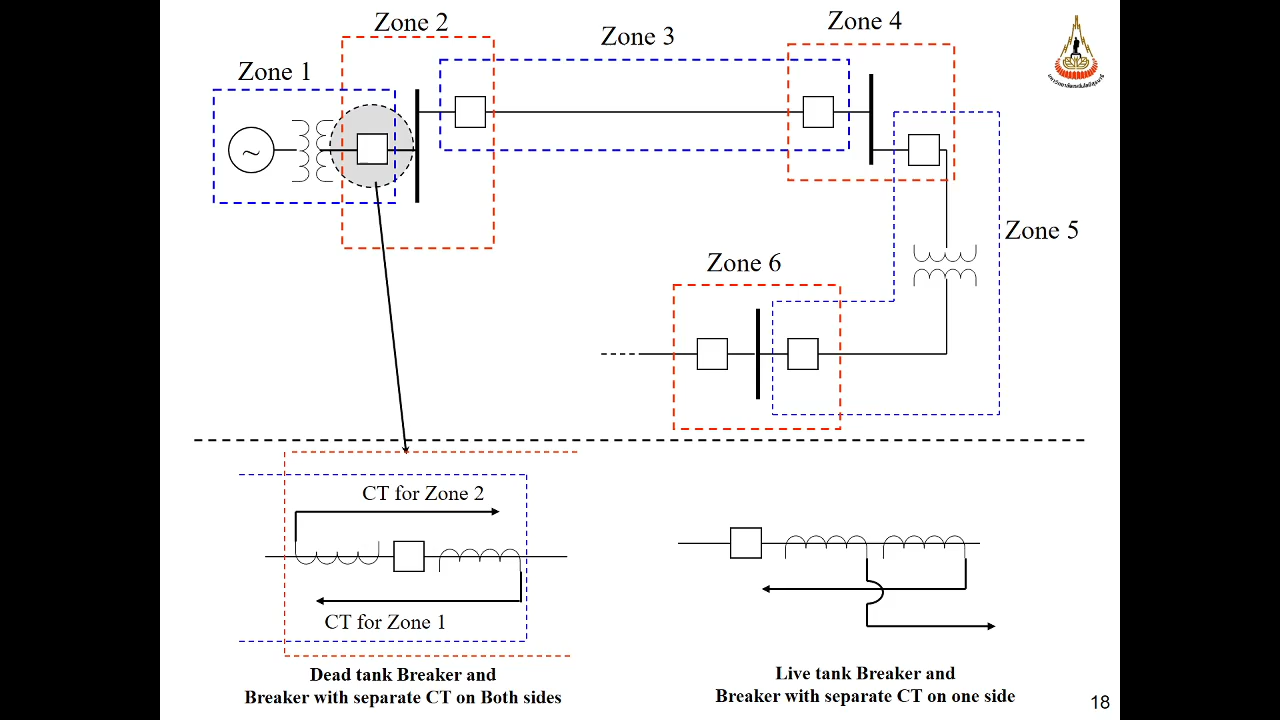 Zone 1
Zone 2
Zone 3
Zone 4
~
Zone 5
Zone 6
CT for Zone 2
CT for Zone 1
Dead tank Breaker and
Breaker with separate CT on Both sides
Live tank Breaker and
Breaker with separate CT on one side
18